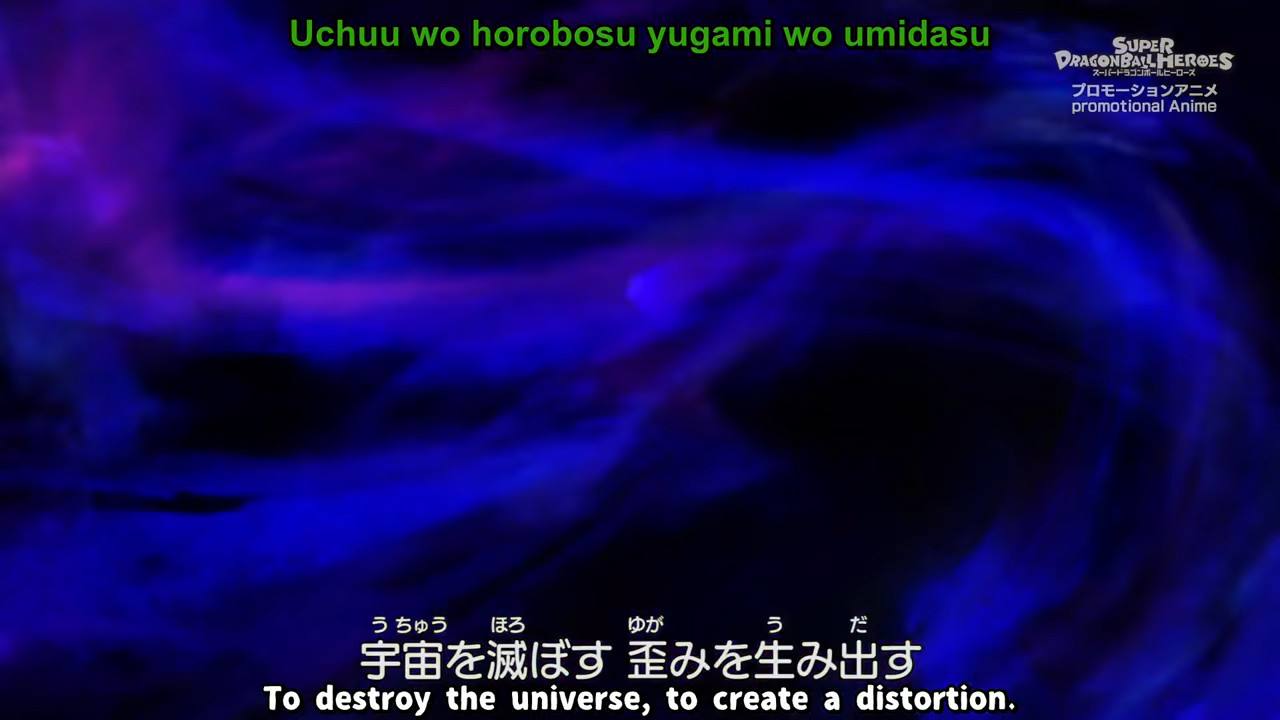 Uchuu wo horobosu yugami wo umidasu
SUPER
DRAGONBALL HEROES
スーパードラゴンボールヒーローズ
プロモーションアニメ
promotional Anime
うちゅう ほろ ゆが う だ
宇宙を滅ぼす 歪みを生み出す
To destroy the universe, to create a distortion.